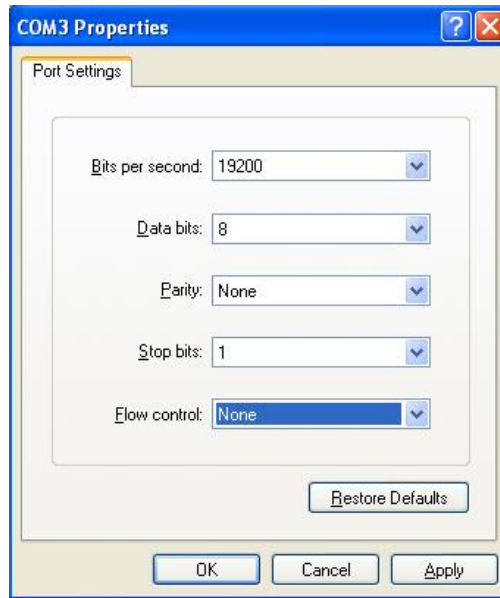 COM3 Properties
Port Settings
Bits per second: 19200
Data bits: 8
Parity: None
Stop bits: 1
Flow control: None
Restore Defaults
OK Cancel Apply